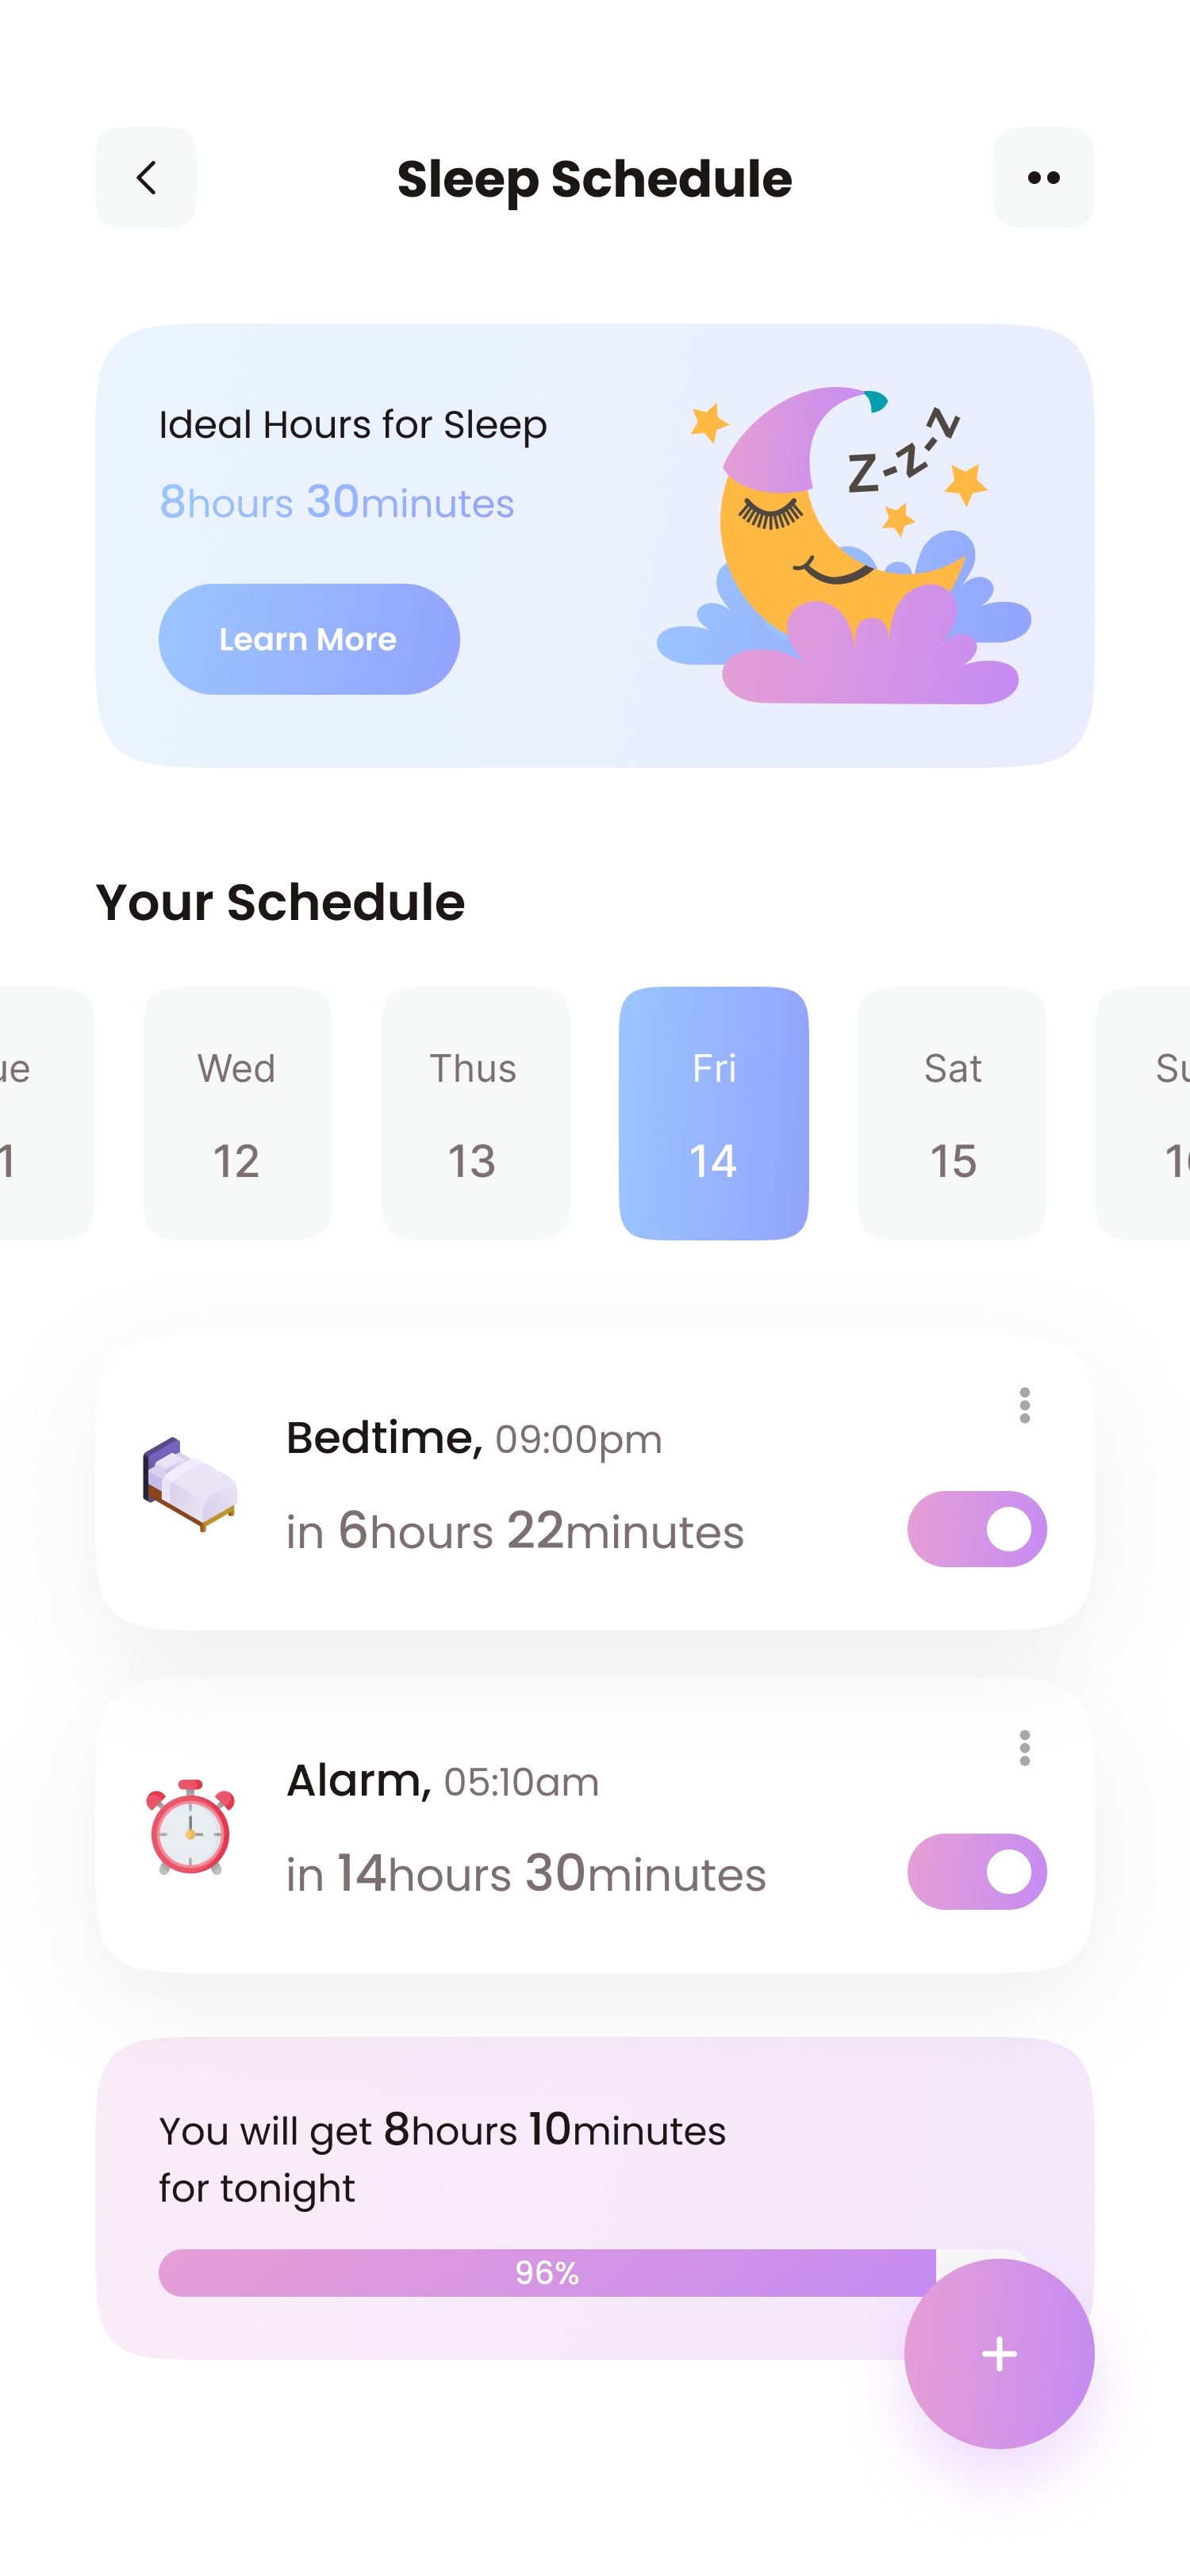 Sleep Schedule
Ideal Hours for Sleep
8hours 30minutes
Z-z-z
Learn More
Your Schedule
ue Wed Thus Fri Sat Su
1 12 13 14 15 1
Bedtime, 09:00pm
in 6hours 22minutes
Alarm, 05:10am
in 14hours 30minutes
You will get 8hours 10minutes
for tonight
96%
+